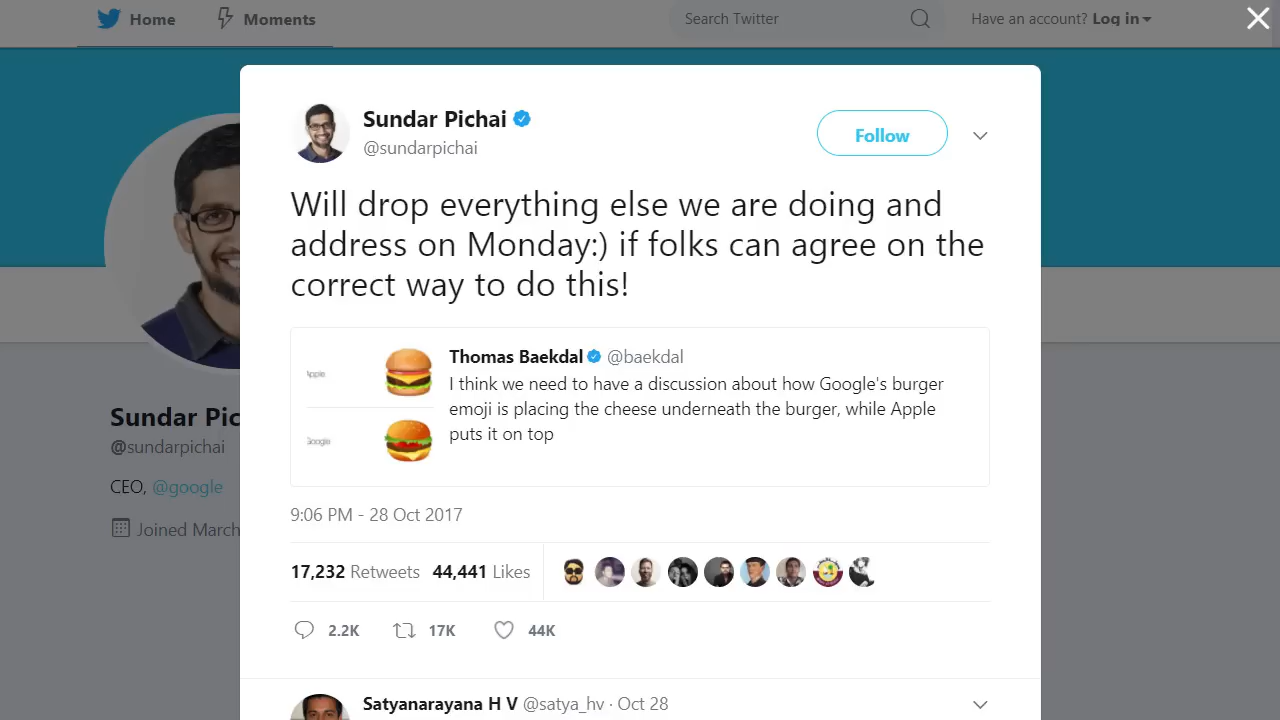 Home
Moments
Search Twitter
Have an account? Log in
Sundar Pichai
@sundarpichai
Follow
Will drop everything else we are doing and
address on Monday:) if folks can agree on the
correct way to do this!
Apple
Google
Thomas Baekdal @baekdal
I think we need to have a discussion about how Google's burger
emoji is placing the cheese underneath the burger, while Apple
puts it on top
9:06 PM - 28 Oct 2017
17,232 Retweets 44,441 Likes
2.2K 17K 44K
Satyanarayana H V @satya_hv · Oct 28
Sundar Pic
@sundarpichai
CEO, @google
Joined March